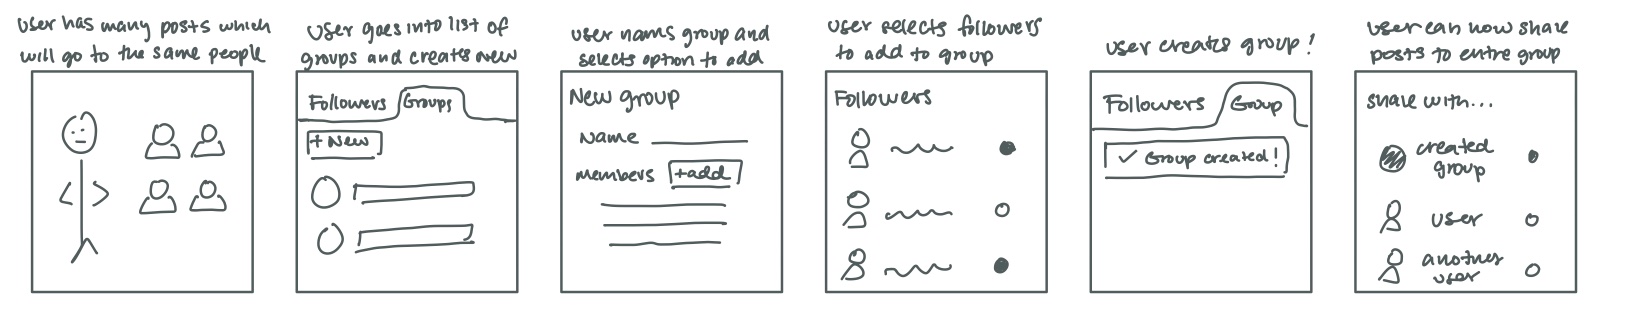 User has many posts which
will go to the same people
User goes into list of
groups and creates new
Followers Groups
+ New
user names group and
selects option to add
New group
Name
members +add
user selects followers
to add to group
Followers
user creates group!
Followers Group
✓ Group created!
user can now share
posts to entire group
share with...
created
group
user
another
user